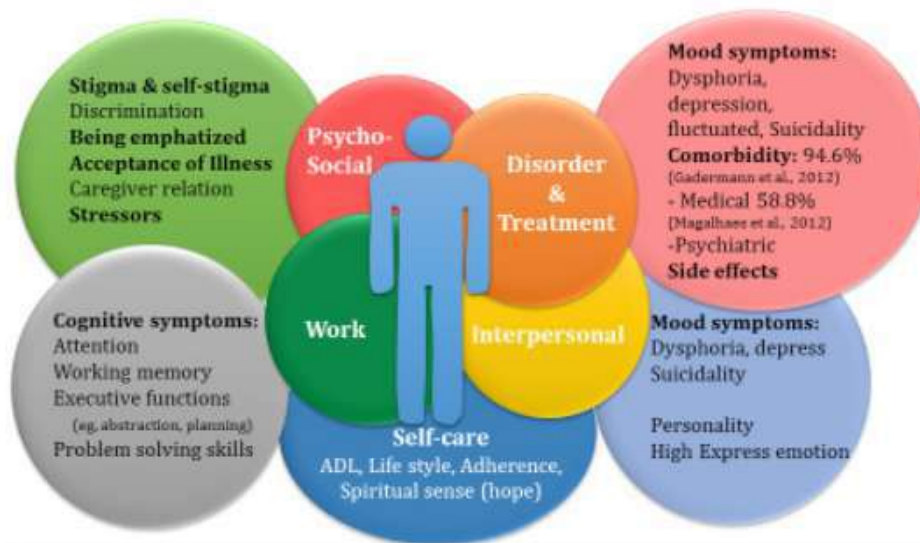 Stigma & self-stigma
Discrimination
Being emphatized
Acceptance of Illness
Caregiver relation
Stressors
Psycho-
Social
Disorder
&
Treatment
Mood symptoms:
Dysphoria,
depression,
fluctuated, Suicidality
Comorbidity: 94.6%
(Gadermann et al., 2012)
- Medical 58.8%
(Magalhaes et al., 2012)
-Psychiatric
Side effects
Cognitive symptoms:
Attention
Working memory
Executive functions
(eg, abstraction, planning)
Problem solving skills
Work
Interpersonal
Mood symptoms:
Dysphoria, depress
Suicidality
Personality
High Express emotion
Self-care
ADL, Life style, Adherence,
Spiritual sense (hope)